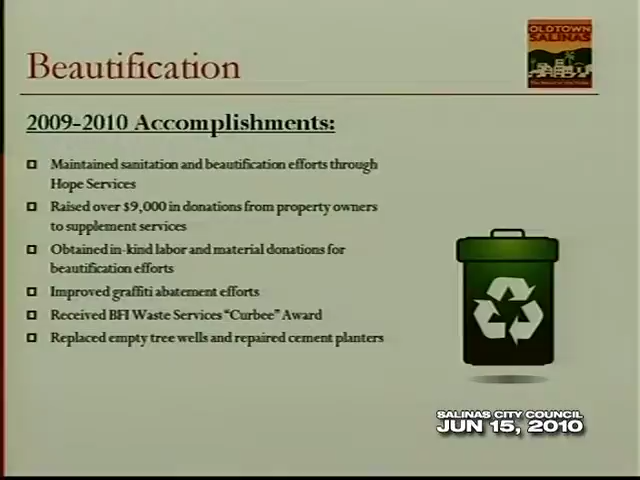 OLDTOWN
SALINAS
Beautification
2009-2010 Accomplishments:
Maintained sanitation and beautification efforts through
Hope Services
Raised over $9,000 in donations from property owners
to supplement services
Obtained in-kind labor and material donations for
beautification efforts
Improved graffiti abatement efforts
Received BFI Waste Services “Curbee” Award
Replaced empty tree wells and repaired cement planters
SALINAS CITY COUNCIL
JUN 15, 2010